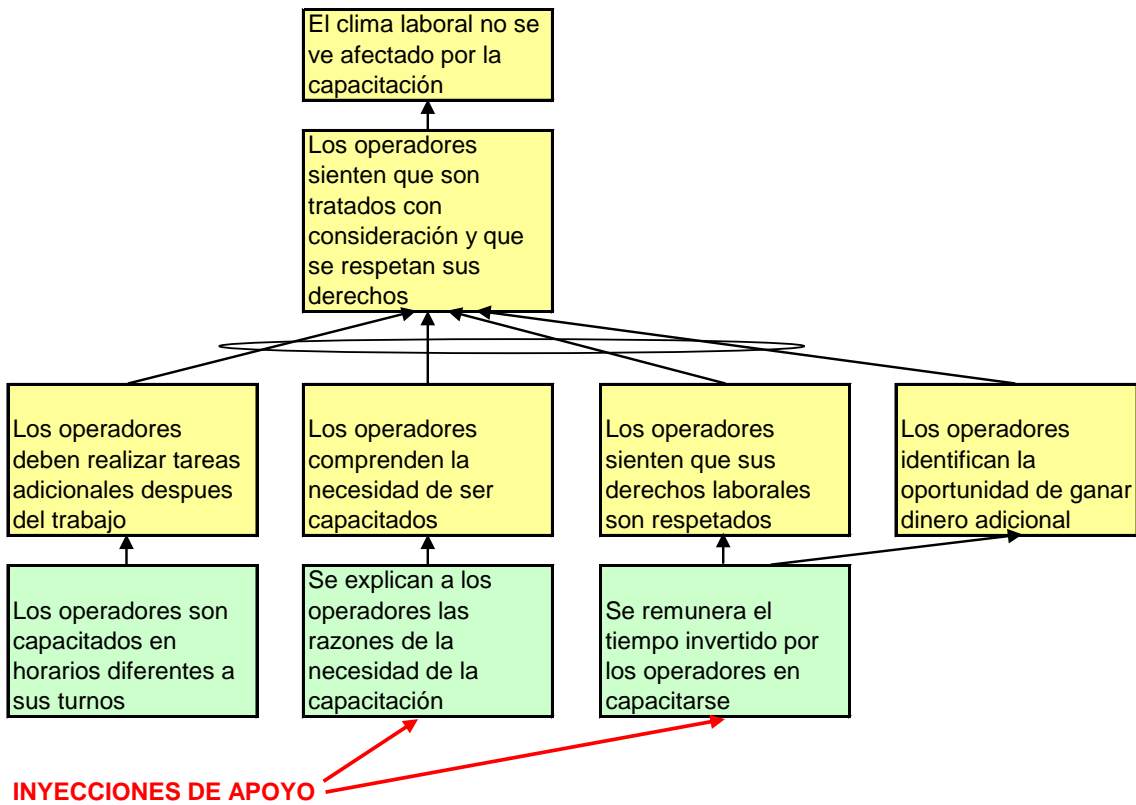 El clima laboral no se
ve afectado por la
capacitación
Los operadores
sienten que son
tratados con
consideración y que
se respetan sus
derechos
Los operadores
deben realizar tareas
adicionales despues
del trabajo
Los operadores
comprenden la
necesidad de ser
capacitados
Los operadores
sienten que sus
derechos laborales
son respetados
Los operadores
identifican la
oportunidad de ganar
dinero adicional
Los operadores son
capacitados en
horarios diferentes a
sus turnos
Se explican a los
operadores las
razones de la
necesidad de la
capacitación
Se remunera el
tiempo invertido por
los operadores en
capacitarse
INYECCIONES DE APOYO